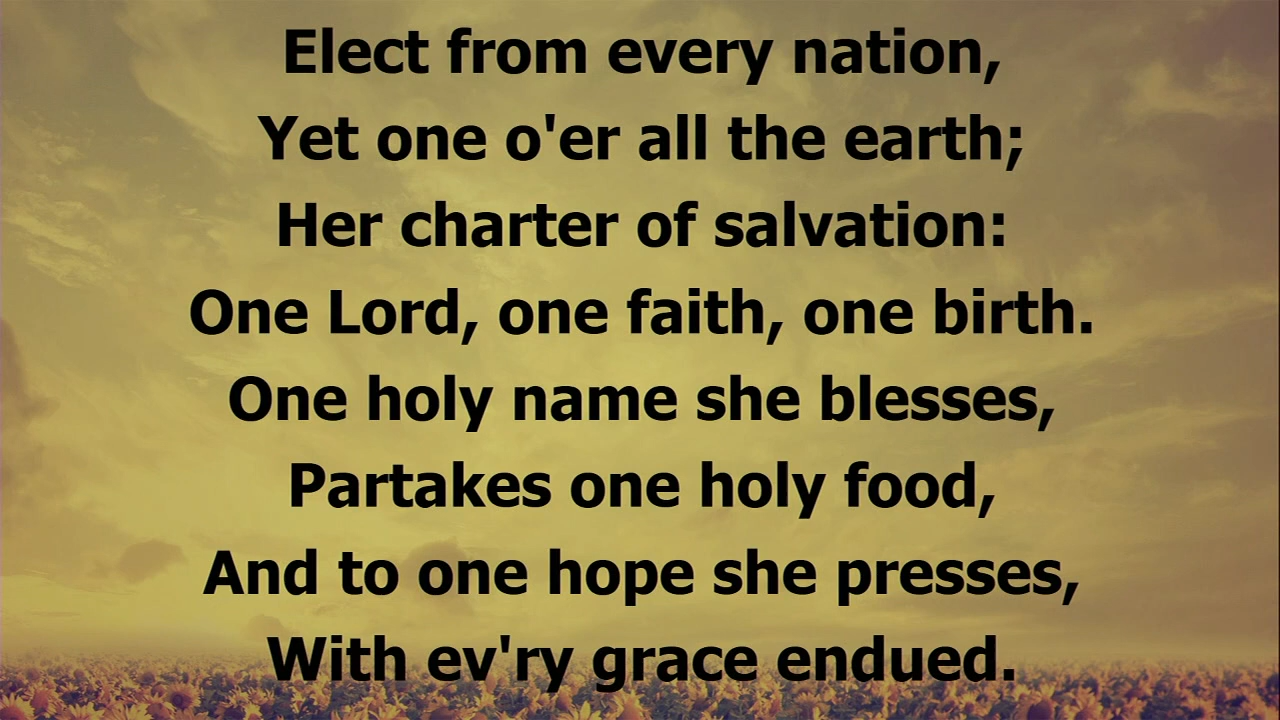 Elect from every nation,
Yet one o'er all the earth;
Her charter of salvation:
One Lord, one faith, one birth.
One holy name she blesses,
Partakes one holy food,
And to one hope she presses,
With ev'ry grace endued.